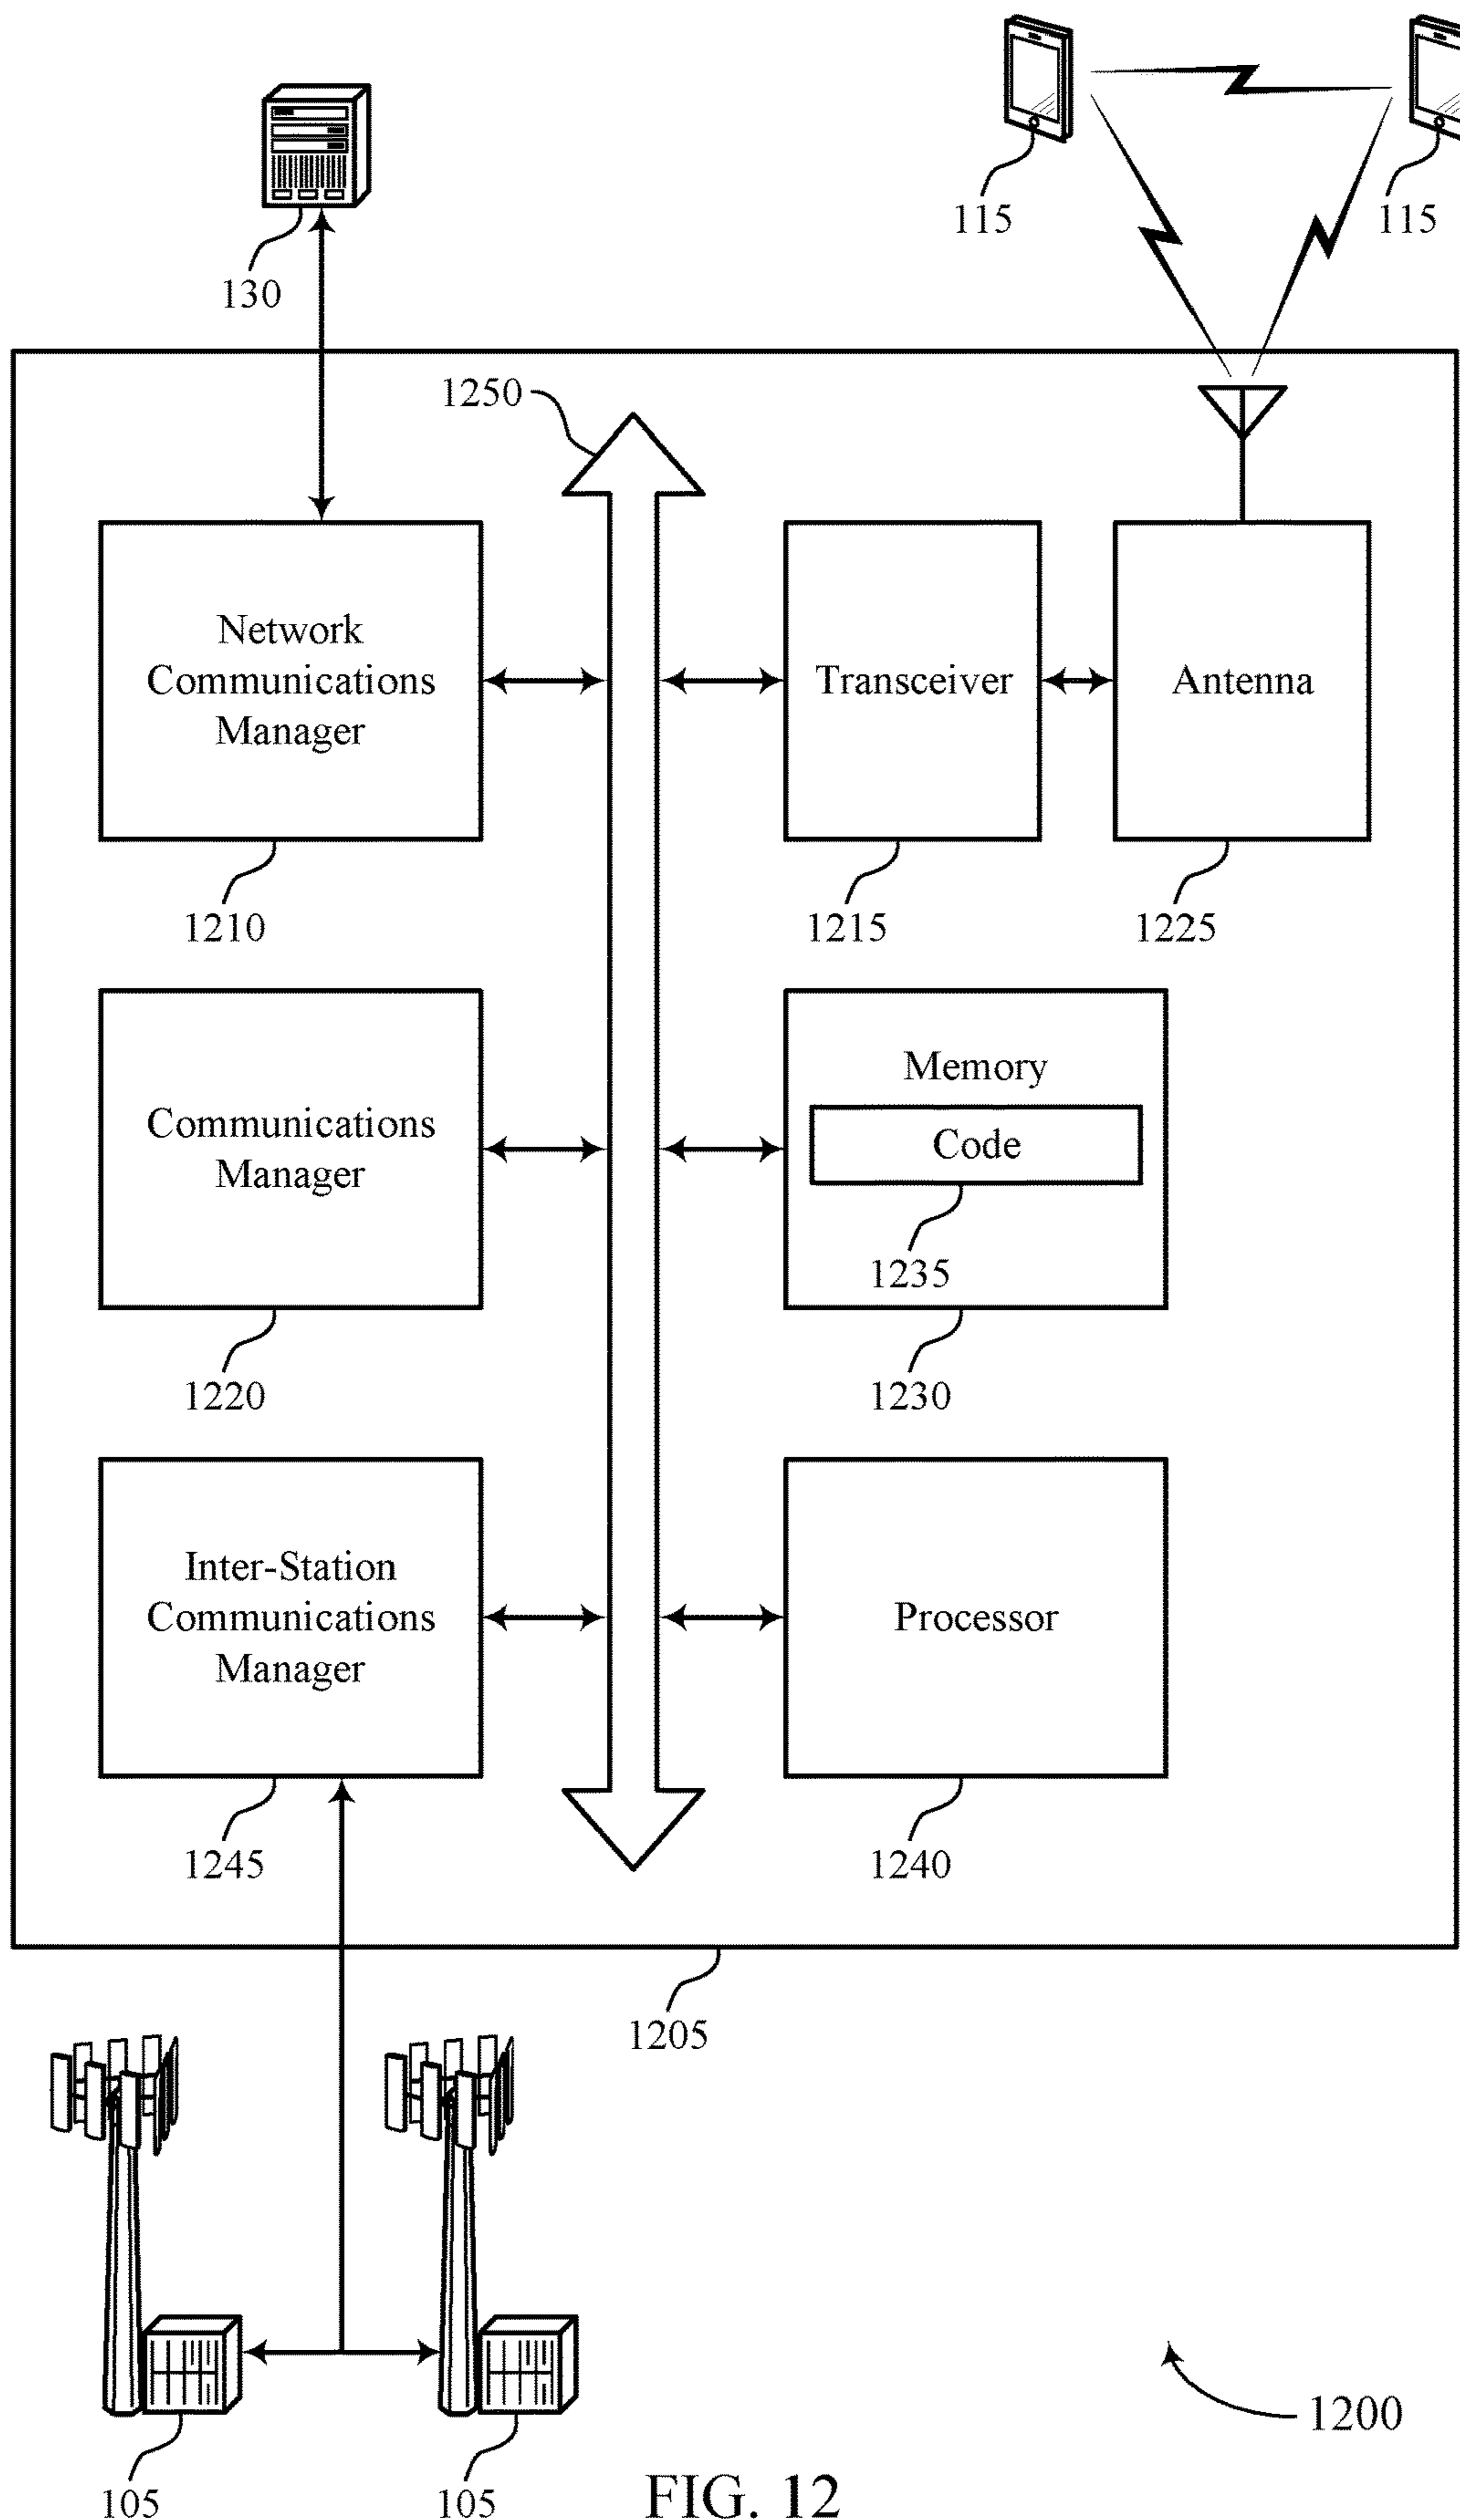 115
115
130
1250
Network
Communications
Manager
Transceiver
Antenna
1210
1215
1225
Communications
Manager
Memory
Code
1235
1220
1230
Inter-Station
Communications
Manager
Processor
1245
1240
1205
1200
105
105
FIG. 12